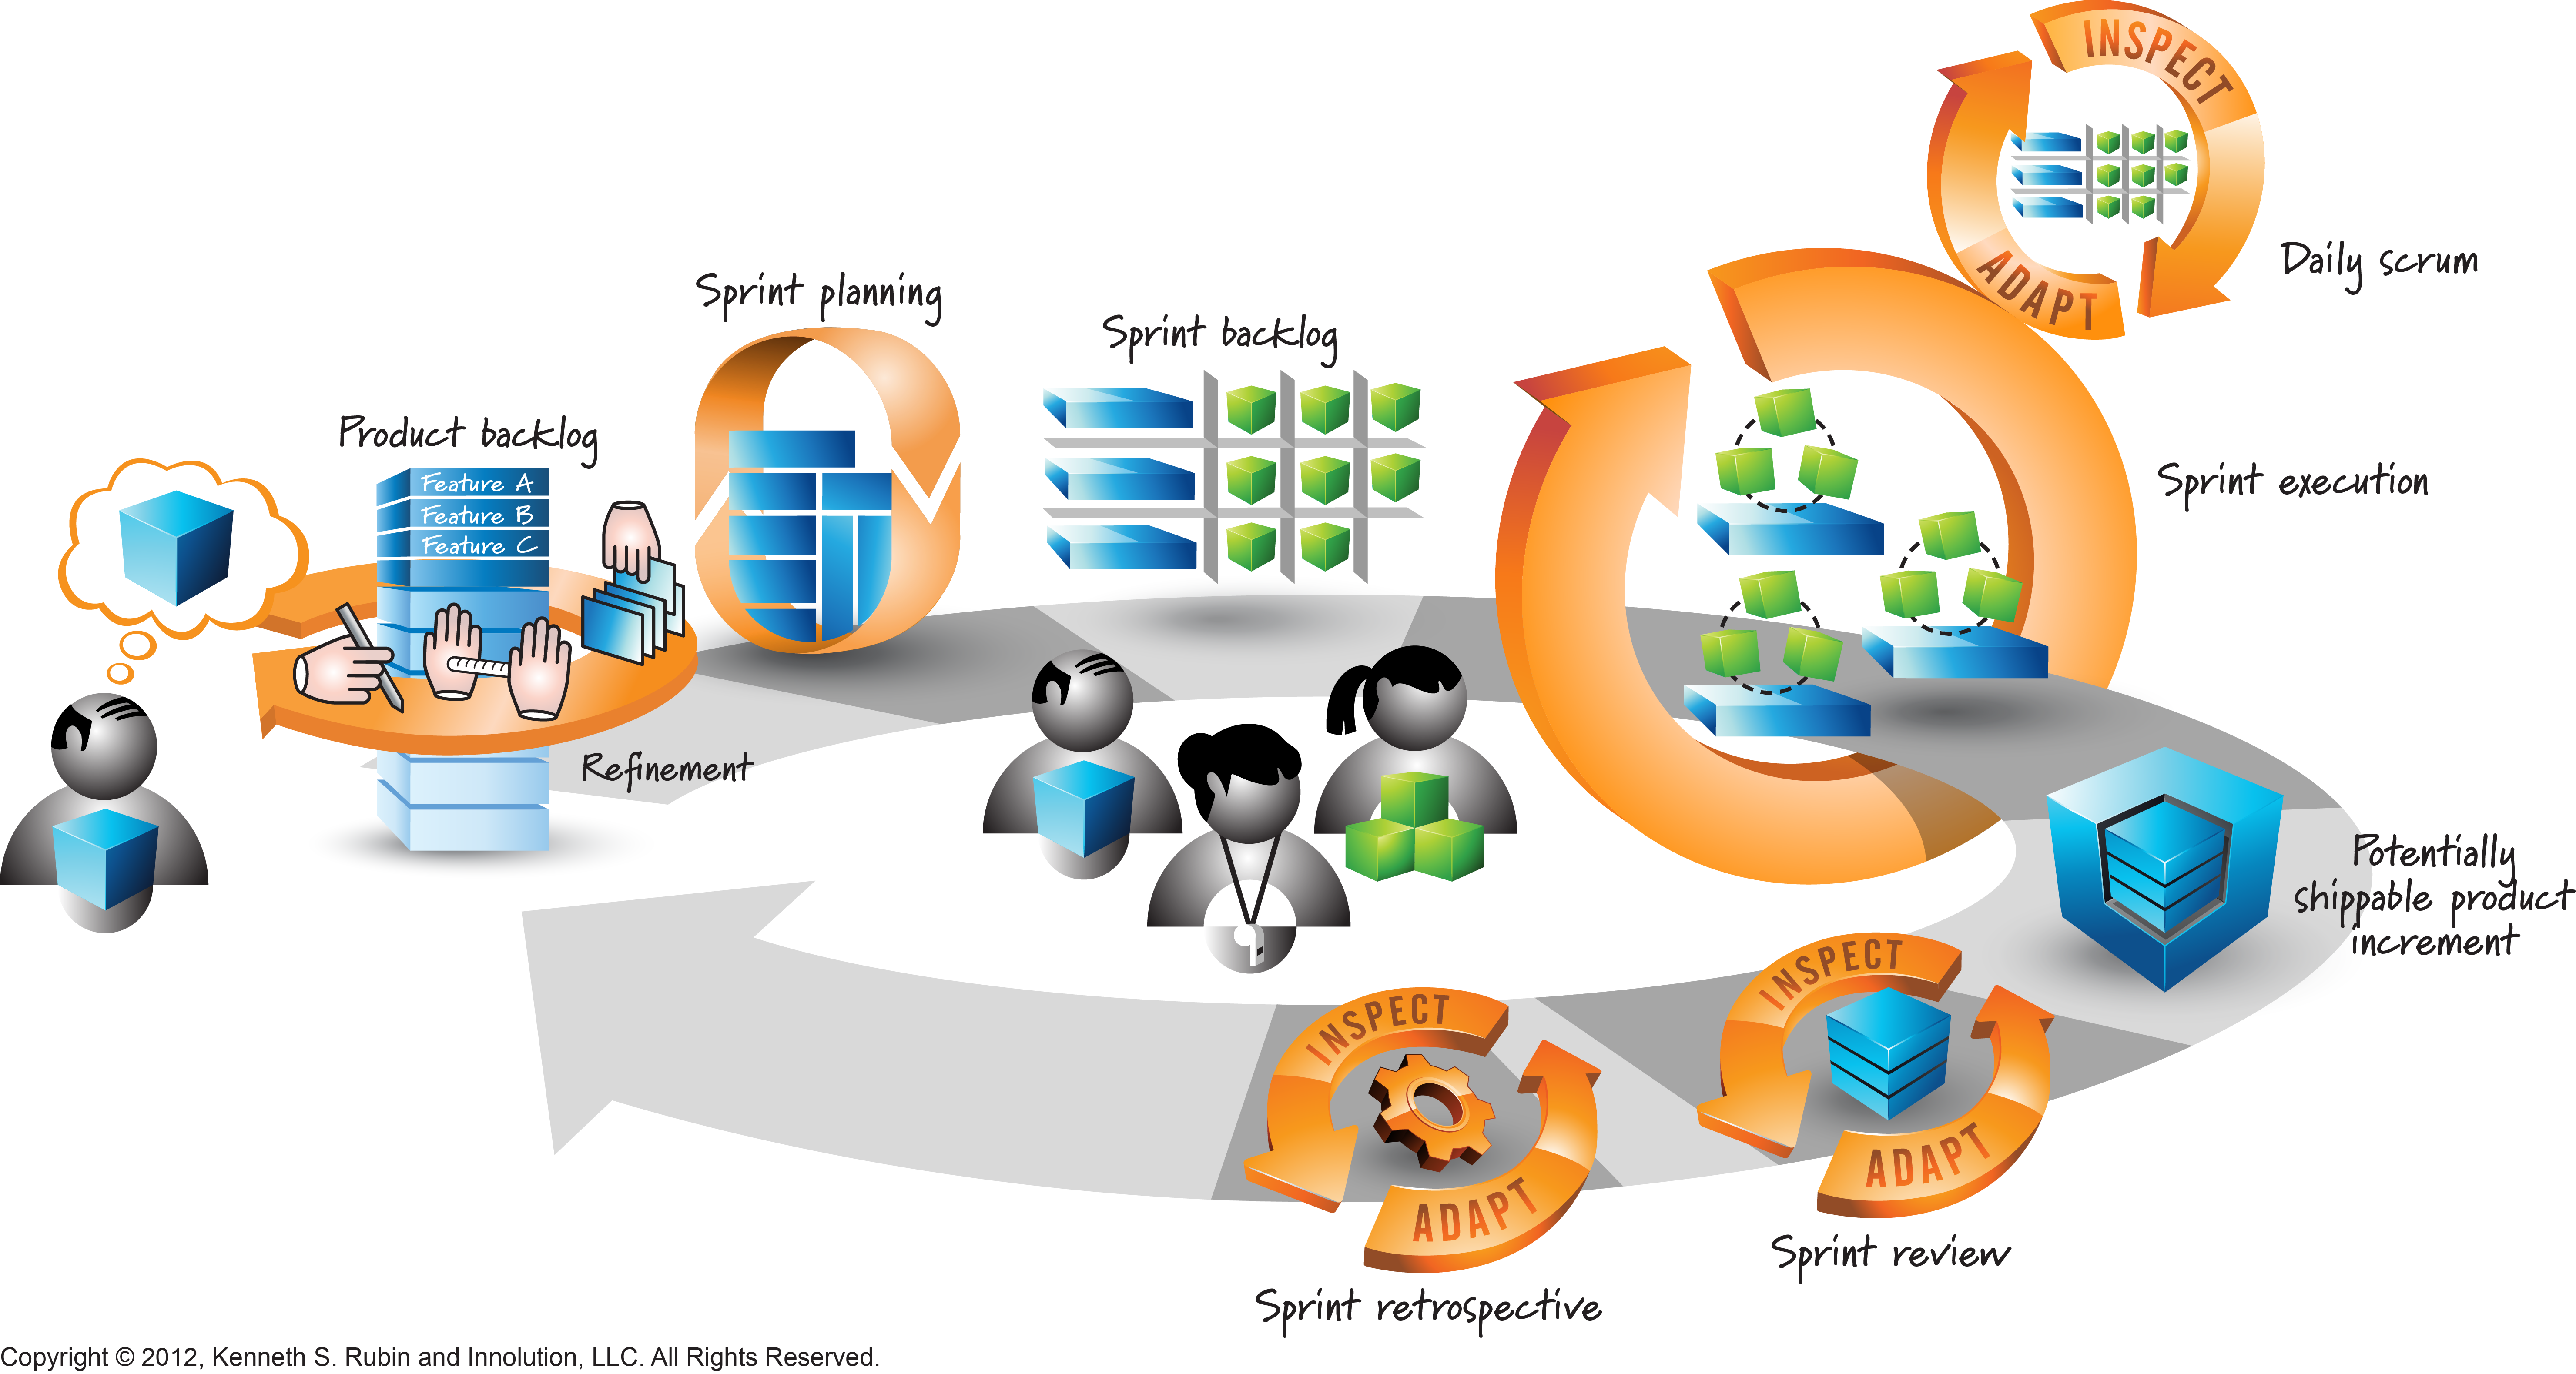 INSPECT
ADAPT
Daily scrum
Sprint planning
Sprint backlog
Product backlog
Feature A
Feature B
Feature C
Refinement
Sprint execution
Potentially
shippable product
increment
INSPECT
ADAPT
Sprint review
INSPECT
ADAPT
Sprint retrospective
Copyright © 2012, Kenneth S. Rubin and Innolution, LLC. All Rights Reserved.